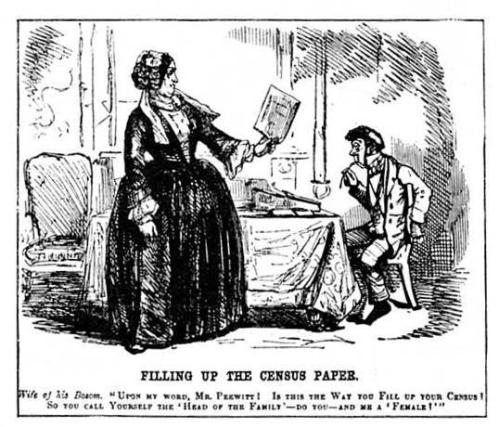 FILLING UP THE CENSUS PAPER.
Wife of his Bosom. "UPON MY WORD, MR. PEEWITT! IS THIS THE WAY YOU FILL UP YOUR CENSUS?
SO YOU CALL YOURSELF THE 'HEAD OF THE FAMILY'—DO YOU—AND ME A 'FEMALE?'"